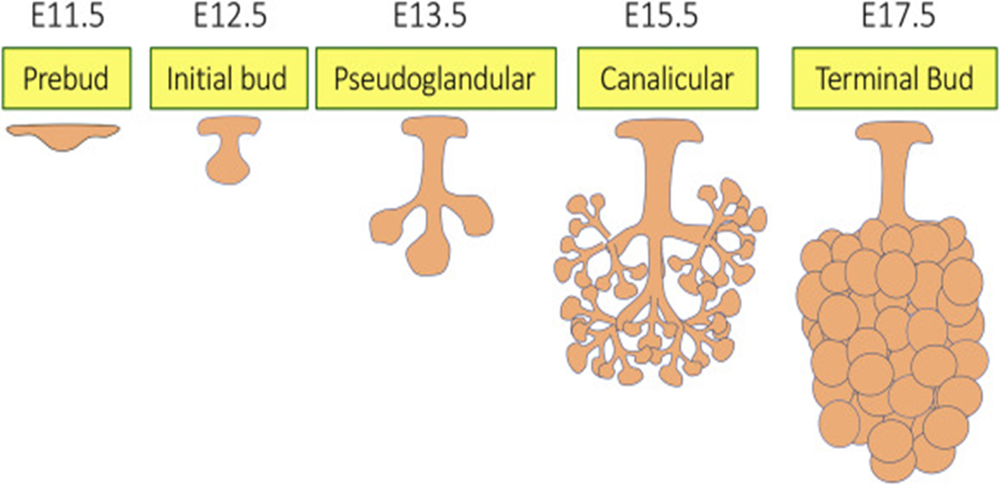 E11.5 E12.5 E13.5 E15.5 E17.5
Prebud Initial bud Pseudoglandular Canalicular Terminal Bud